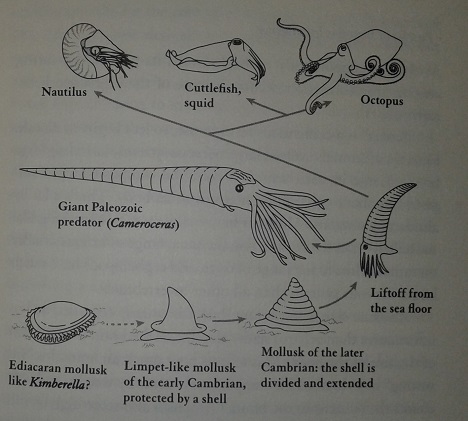 Nautilus
Cuttlefish,
squid
Octopus
Giant Paleozoic
predator (Cameroceras)
Liftoff from
the sea floor
Ediacaran mollusk
like Kimberella?
Limpet-like mollusk
of the early Cambrian,
protected by a shell
Mollusk of the later
Cambrian: the shell is
divided and extended